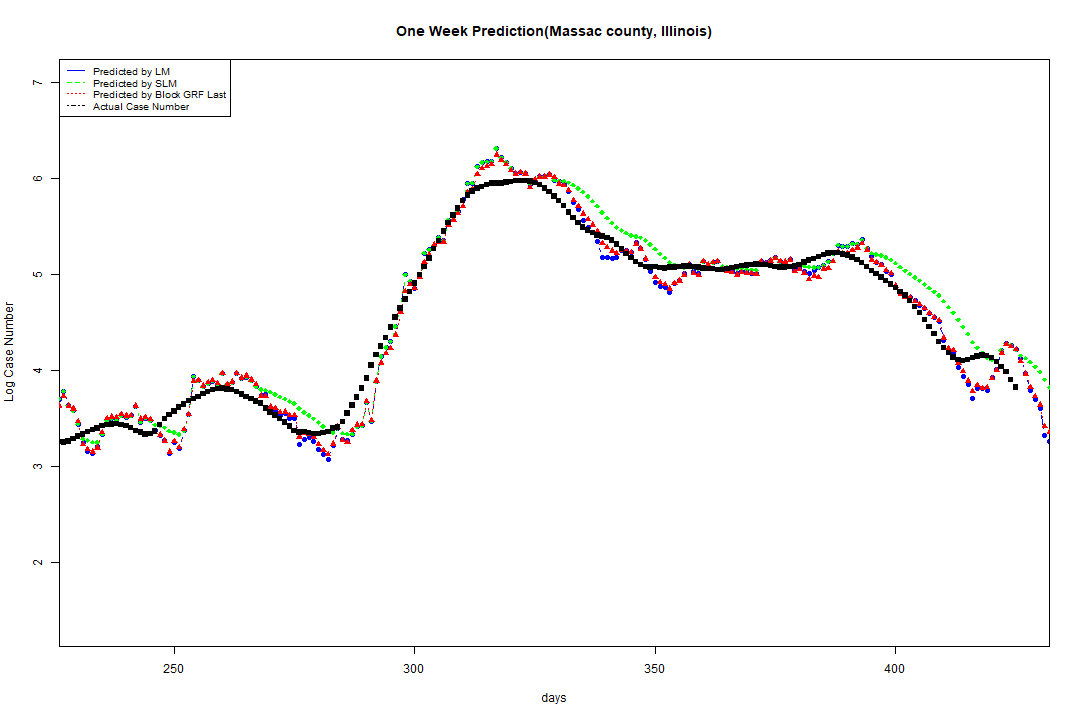 One Week Prediction(Massac county, Illinois)
Predicted by LM
Predicted by SLM
Predicted by Block GRF Last
Actual Case Number
7
6
5
4
3
2
Log Case Number
250
300
350
400
days